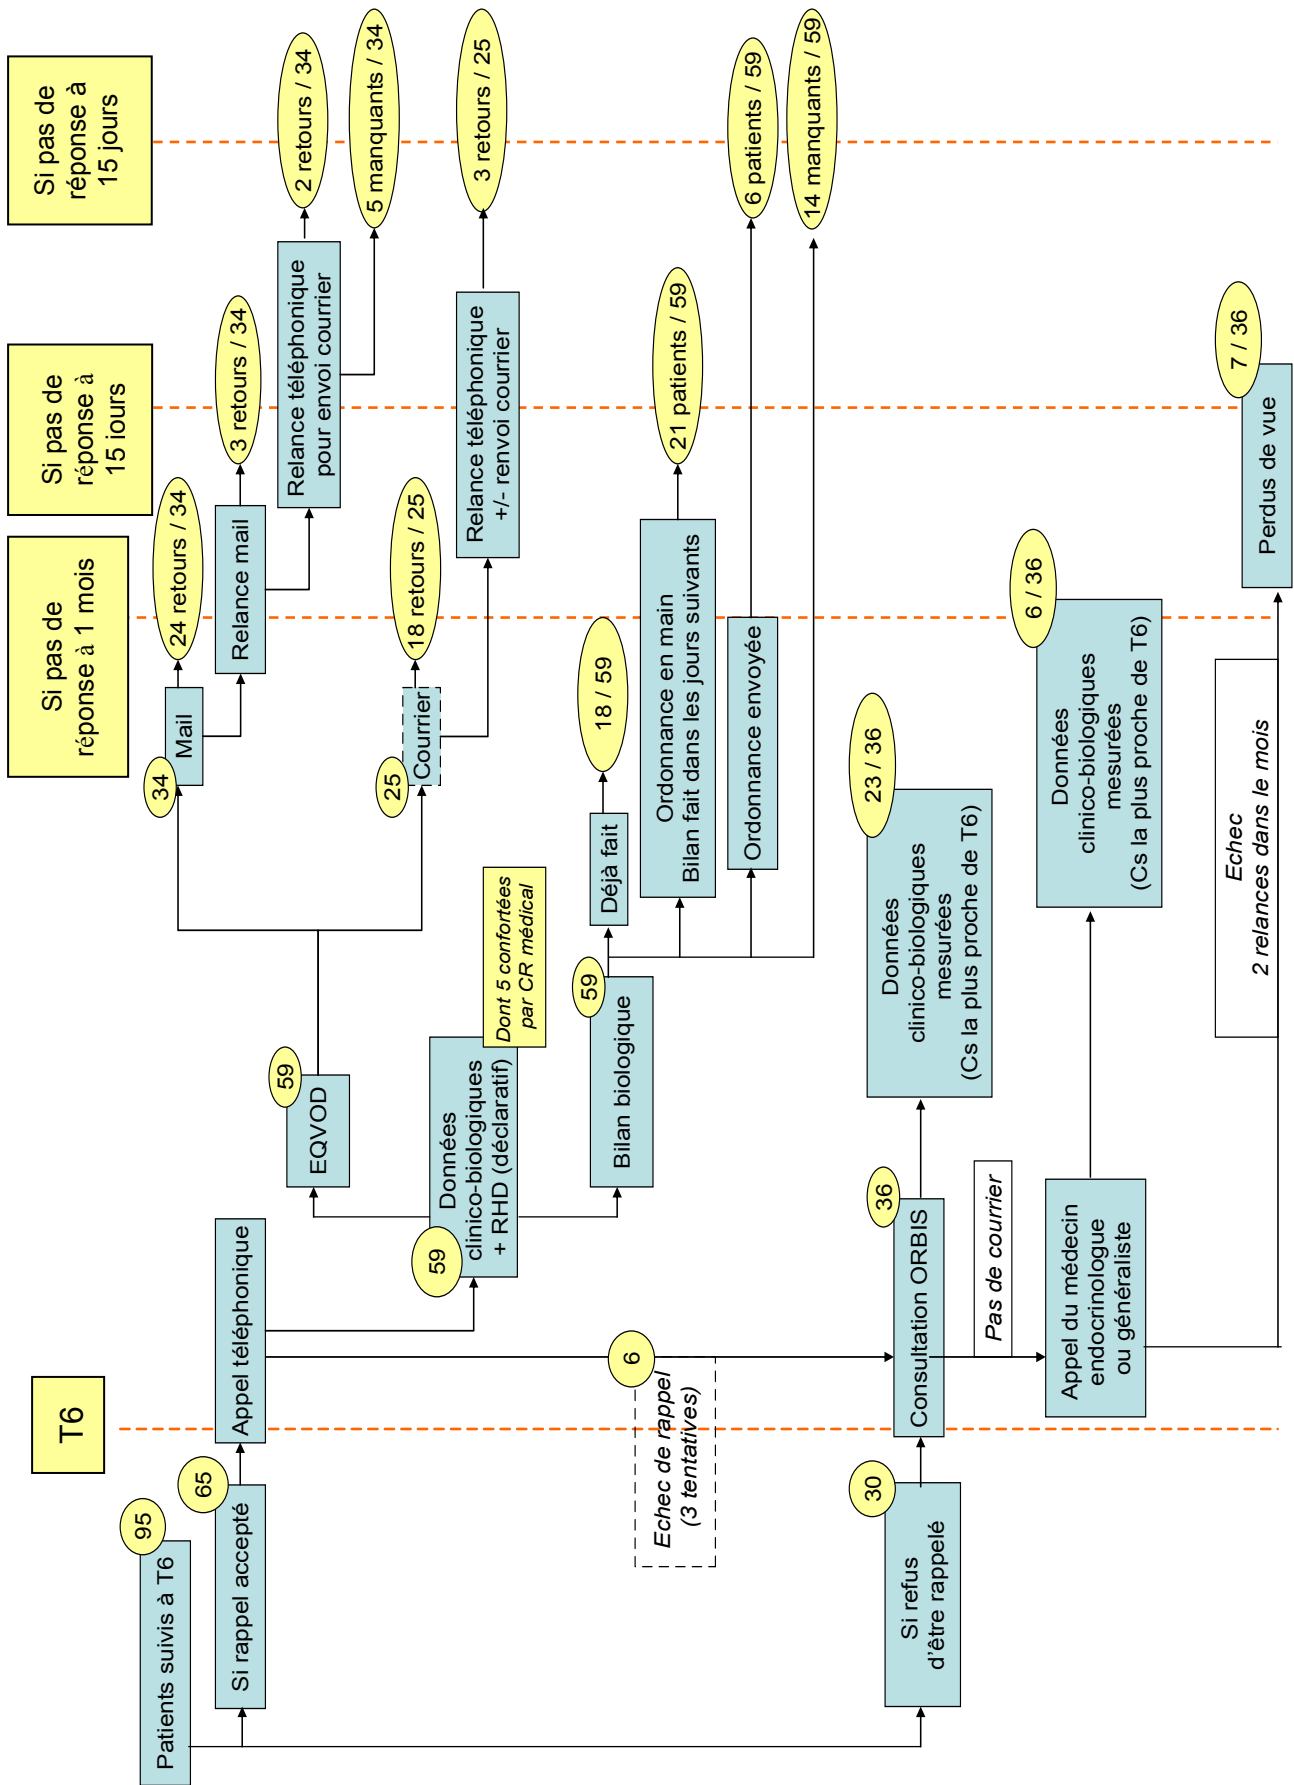 T6
Si pas de
réponse à 1 mois
Si pas de
réponse à
15 iours
Si pas de
réponse à
15 jours
95
Patients suivis à T6
65
Si rappel accepté
Appel téléphonique
59
EQVOD
34
Mail
24 retours / 34
Relance mail
3 retours / 34
Relance téléphonique
pour envoi courrier
2 retours / 34
5 manquants / 34
25
Courrier
18 retours / 25
Relance téléphonique
+/- renvoi courrier
3 retours / 25
59
Données
clinico-biologiques
+ RHD (déclaratif)
Dont 5 confortées
par CR médical
59
Bilan biologique
Déjà fait
18 / 59
Ordonnance en main
Bilan fait dans les jours suivants
21 patients / 59
Ordonnance envoyée
6 patients / 59
14 manquants / 59
6
Echec de rappel
(3 tentatives)
30
Si refus
d'être rappelé
36
Consultation ORBIS
Données
clinico-biologiques
mesurées
(Cs la plus proche de T6)
23 / 36
Pas de courrier
Appel du médecin
endocrinologue
ou généraliste
Données
clinico-biologiques
mesurées
(Cs la plus proche de T6)
6 / 36
Echec
2 relances dans le mois
Perdus de vue
7 / 36